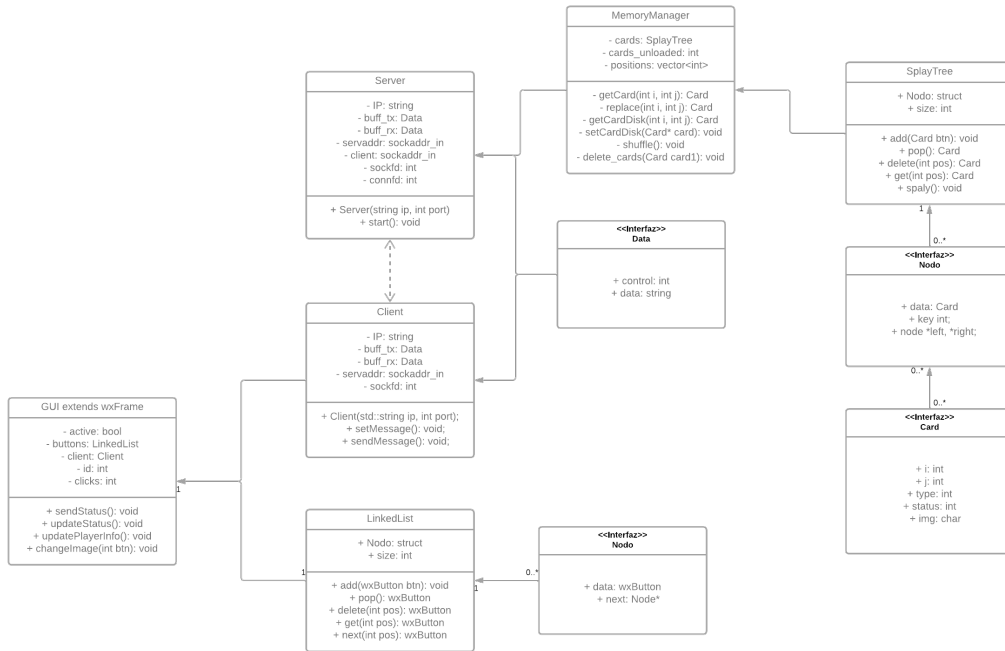 MemoryManager
- cards: SplayTree
- cards_unloaded: int
- positions: vector<int>
- getCard(int i, int j): Card
- replace(int i, int j): Card
- getCardDisk(int i, int j): Card
- setCardDisk(Card* card): void
- shuffle(): void
- delete_cards(Card card1): void
SplayTree
+ Nodo: struct
+ size: int
+ add(Card btn): void
+ pop(): Card
+ delete(int pos): Card
+ get(int pos): Card
+ spaly(): void
1
0..*
Server
- IP: string
- buff_tx: Data
- buff_rx: Data
- servaddr: sockaddr_in
- client: sockaddr_in
- sockfd: int
- connfd: int
+ Server(string ip, int port)
+ start(): void
<<Interfaz>>
Data
+ control: int
+ data: string
<<Interfaz>>
Nodo
+ data: Card
+ key int;
+ node *left, *right;
0..*
0..*
Client
- IP: string
- buff_tx: Data
- buff_rx: Data
- servaddr: sockaddr_in
- sockfd: int
+ Client(std::string ip, int port);
+ setMessage(): void;
+ sendMessage(): void;
<<Interfaz>>
Card
+ i: int
+ j: int
+ type: int
+ status: int
+ img: char
GUI extends wxFrame
- active: bool
- buttons: LinkedList
- client: Client
- id: int
- clicks: int
+ sendStatus(): void
+ updateStatus(): void
+ updatePlayerInfo(): void
+ changeImage(int btn): void
1
1
LinkedList
+ Nodo: struct
+ size: int
+ add(wxButton btn): void
+ pop(): wxButton
+ delete(int pos): wxButton
+ get(int pos): wxButton
+ next(int pos): wxButton
1
0..*
<<Interfaz>>
Nodo
+ data: wxButton
+ next: Node*